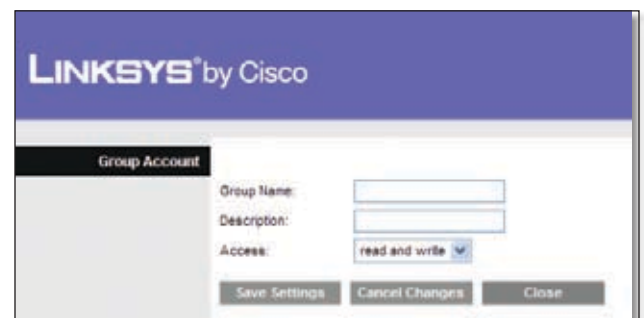 LINKSYS® by Cisco
Group Account
Group Name:
Description:
Access: read and write
Save Settings Cancel Changes Close